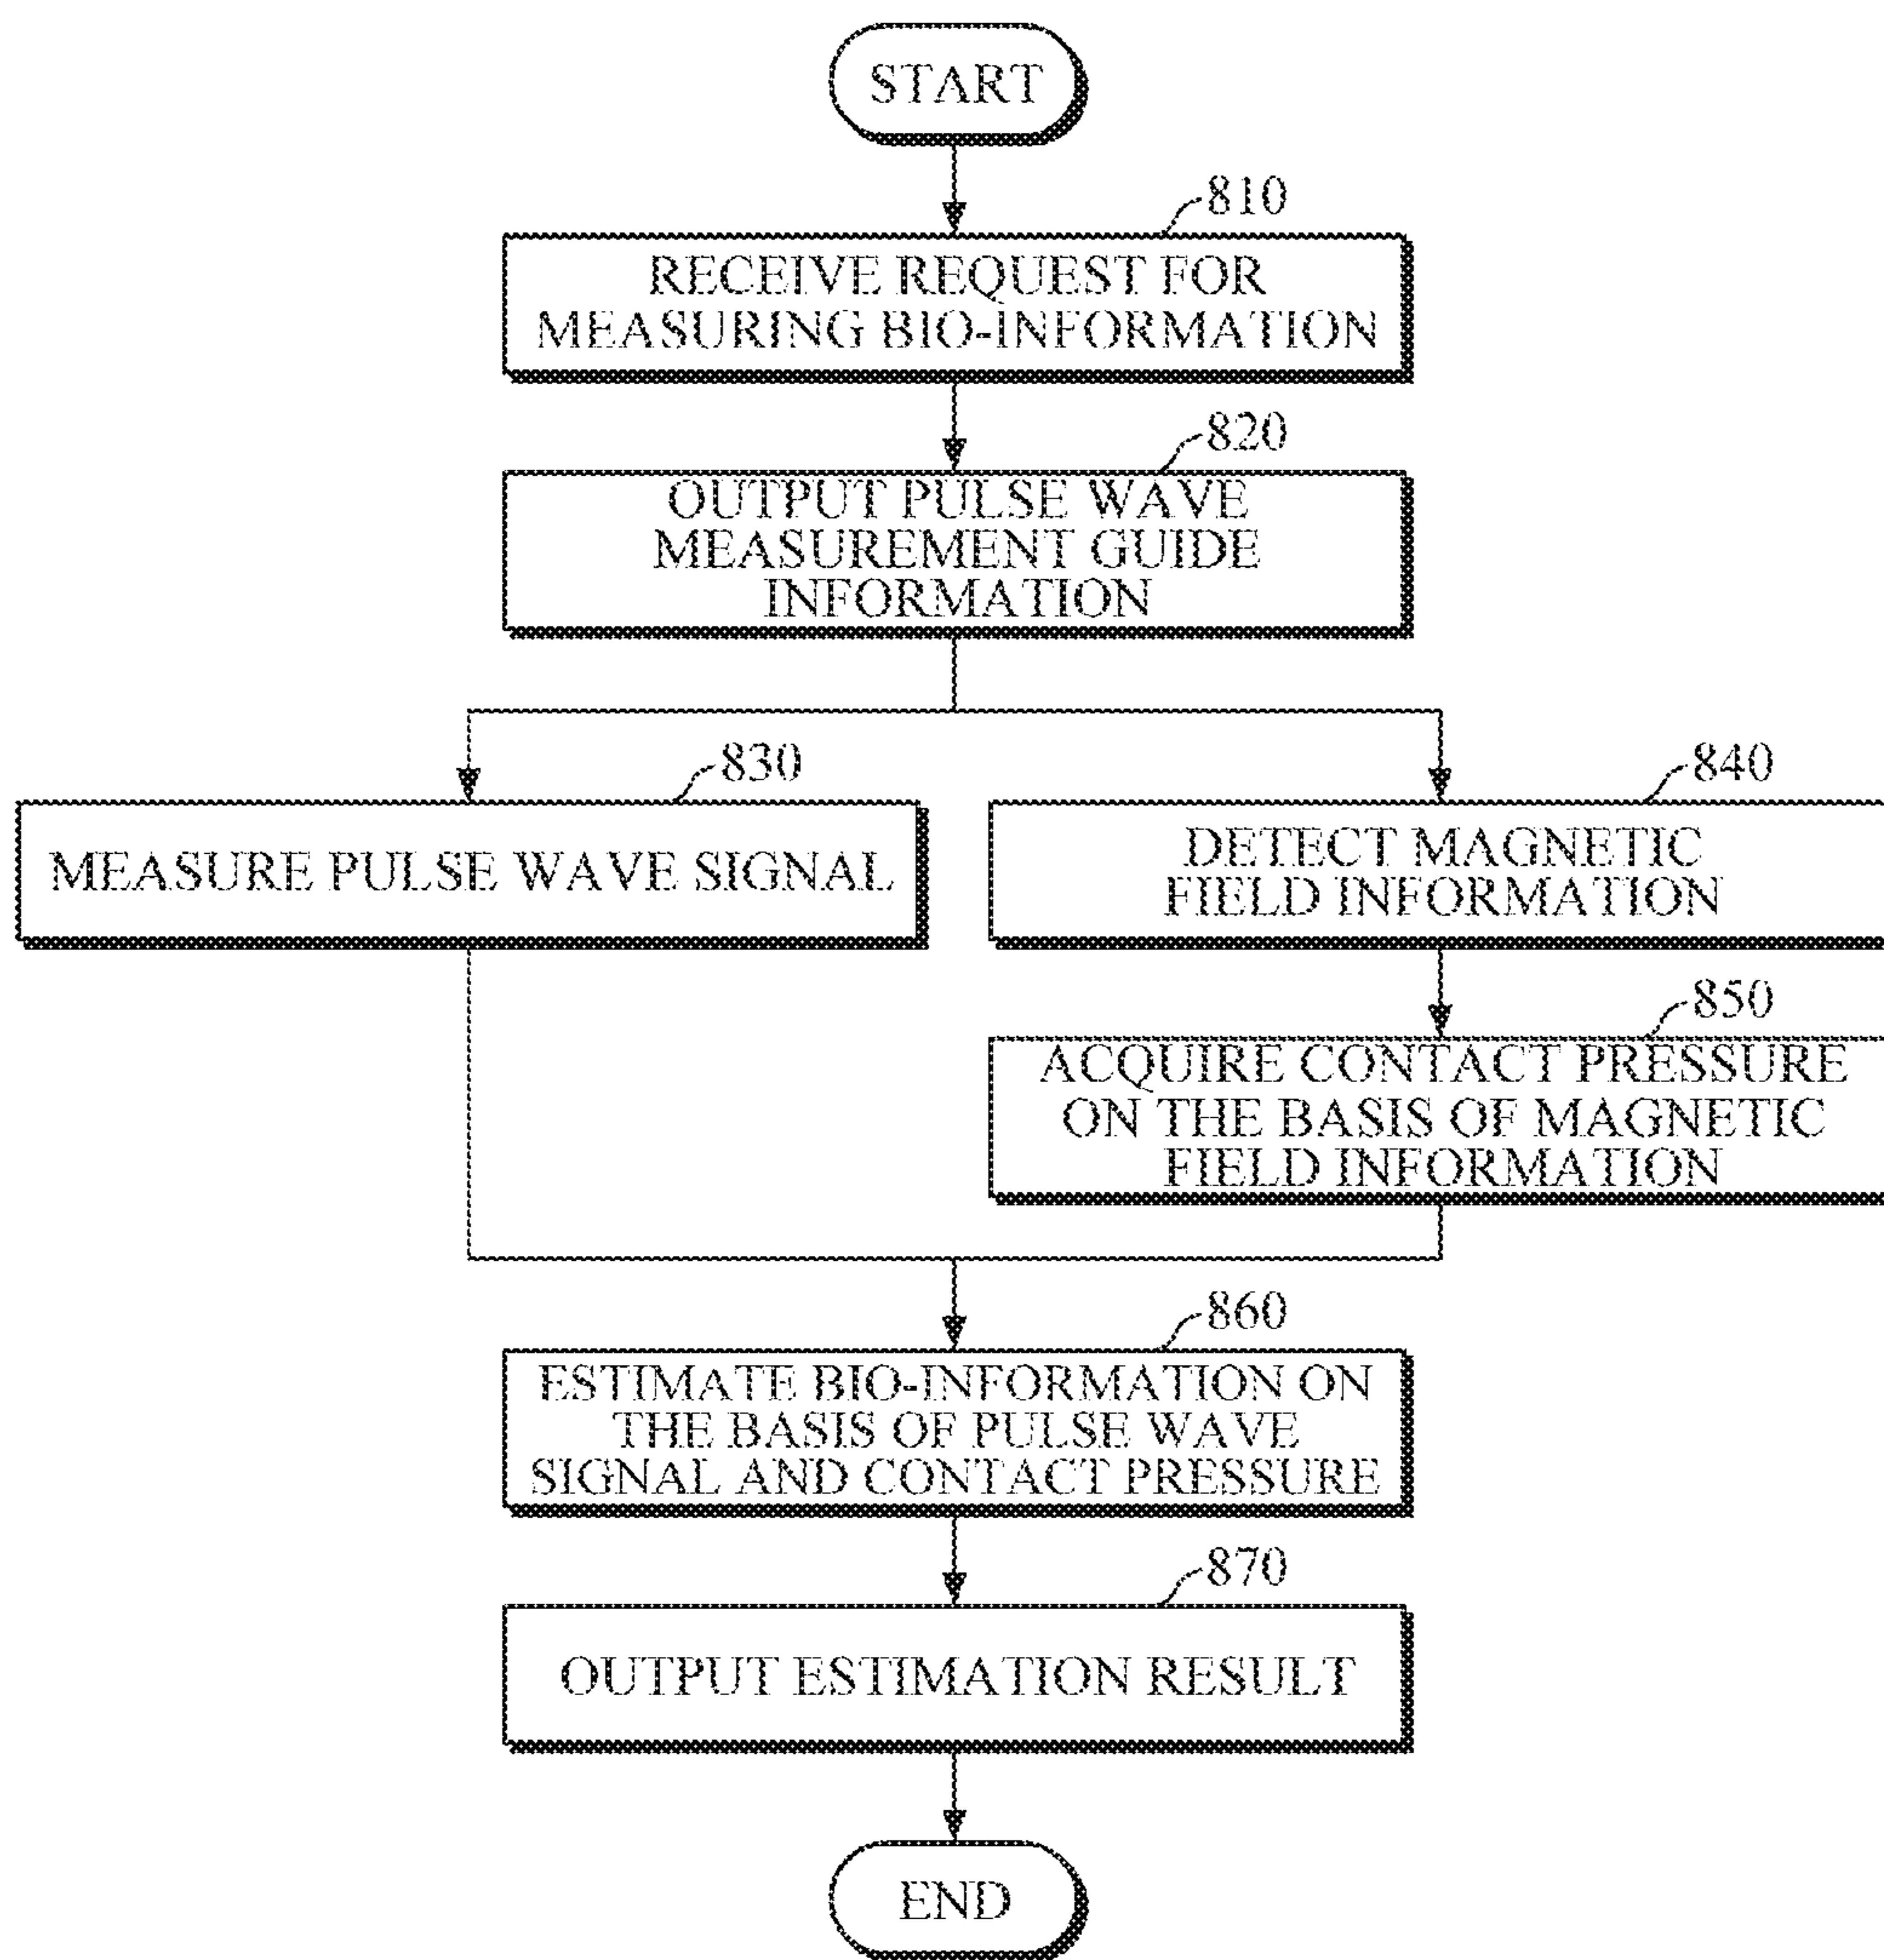 START
810
RECEIVE REQUEST FOR
MEASURING BIO-INFORMATION
820
OUTPUT PULSE WAVE
MEASUREMENT GUIDE
INFORMATION
830
MEASURE PULSE WAVE SIGNAL
840
DETECT MAGNETIC
FIELD INFORMATION
850
ACQUIRE CONTACT PRESSURE
ON THE BASIS OF MAGNETIC
FIELD INFORMATION
860
ESTIMATE BIO-INFORMATION ON
THE BASIS OF PULSE WAVE
SIGNAL AND CONTACT PRESSURE
870
OUTPUT ESTIMATION RESULT
END